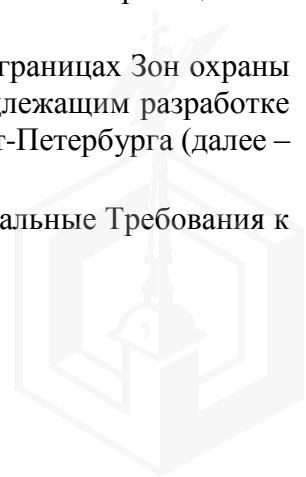 границах Зон охраны
длежащим разработке
т-Петербурга (далее –
альные Требования к